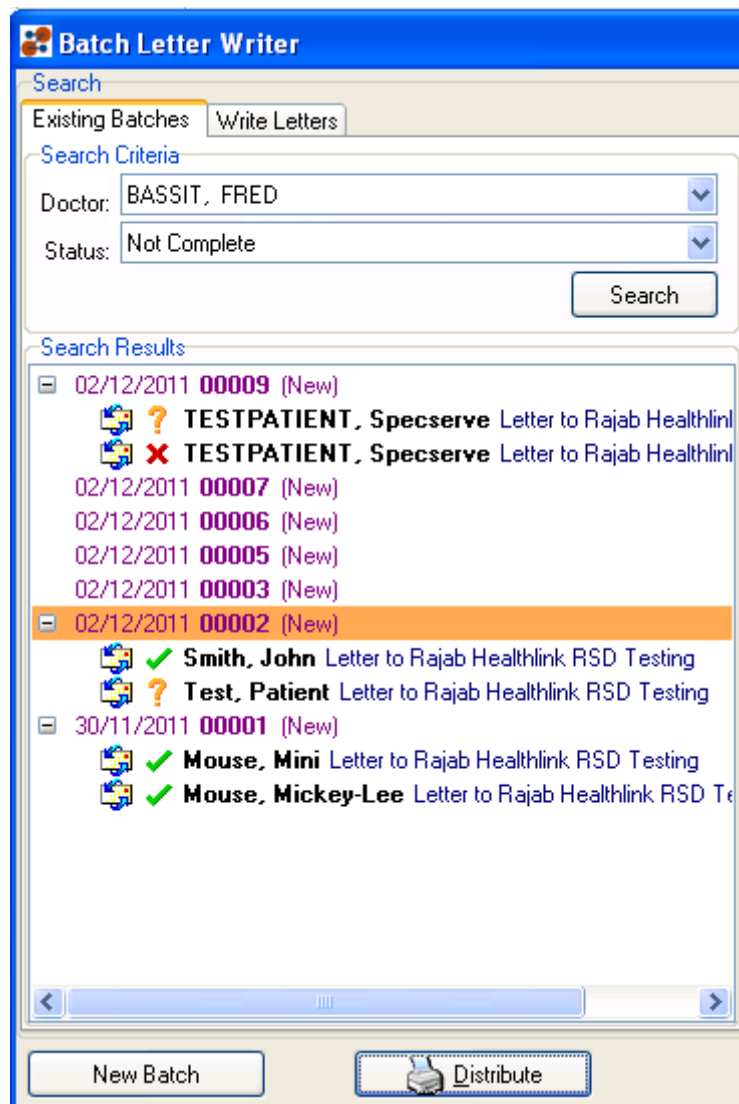 Batch Letter Writer
Search
Existing Batches Write Letters
Search Criteria
Doctor: BASSIT, FRED
Status: Not Complete
Search
Search Results
02/12/2011 00009 (New)
TESTPATIENT, Specserve Letter to Rajab Healthlinl
TESTPATIENT, Specserve Letter to Rajab Healthlinl
02/12/2011 00007 (New)
02/12/2011 00006 (New)
02/12/2011 00005 (New)
02/12/2011 00003 (New)
02/12/2011 00002 (New)
Smith, John Letter to Rajab Healthlink RSD Testing
Test, Patient Letter to Rajab Healthlink RSD Testing
30/11/2011 00001 (New)
Mouse, Mini Letter to Rajab Healthlink RSD Testing
Mouse, Mickey-Lee Letter to Rajab Healthlink RSD Te
New Batch Distribute